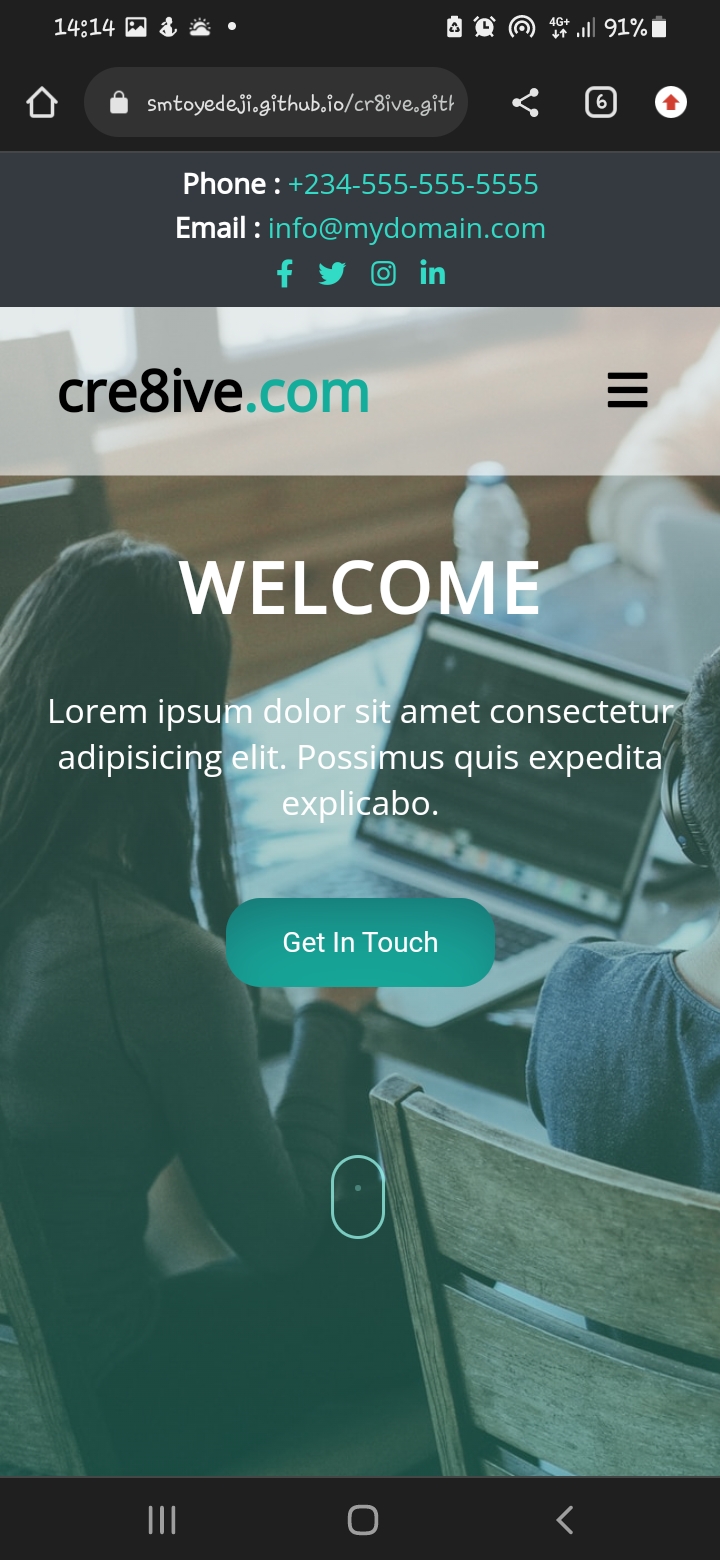 14:14
4G+
91%
smtoyedeji.github.io/cr8ive.gith
6
Phone : +234-555-555-5555
Email : info@mydomain.com
cre8ive.com
WELCOME
Lorem ipsum dolor sit amet consectetur
adipisicing elit. Possimus quis expedita
explicabo.
Get In Touch